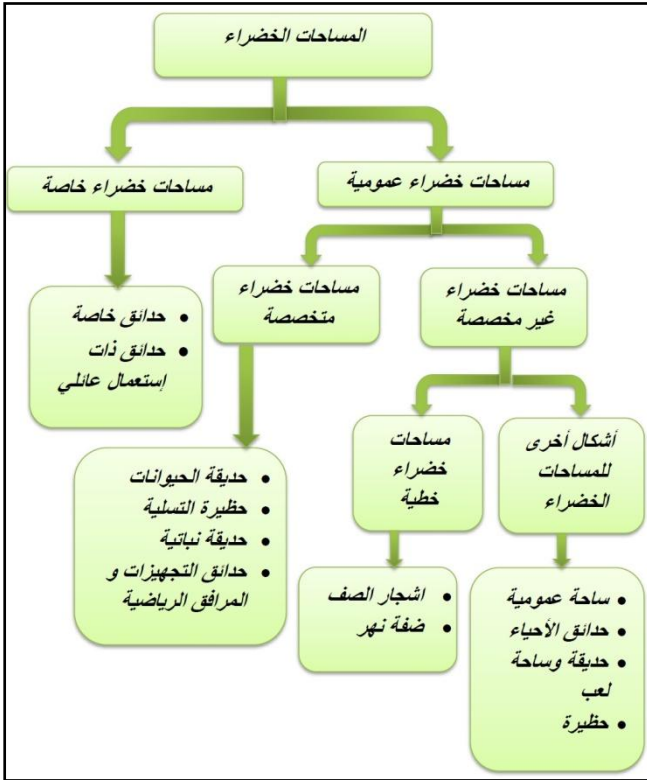 المساحات الخضراء
مساحات خضراء عمومية
مساحات خضراء خاصة
مساحات خضراء
غير مخصصة
مساحات خضراء
متخصصة
• حدائق خاصة
• حدائق ذات
إستعمال عائلي
أشكال أخرى
للمساحات
الخضراء
مساحات
خضراء
خطية
• حديقة الحيوانات
• حظيرة التسلية
• حديقة نباتية
• حدائق التجهيزات و
المرافق الرياضية
• ساحة عمومية
• حدائق الأحياء
• حديقة وساحة
لعب
• حظيرة
• اشجار الصف
• ضفة نهر